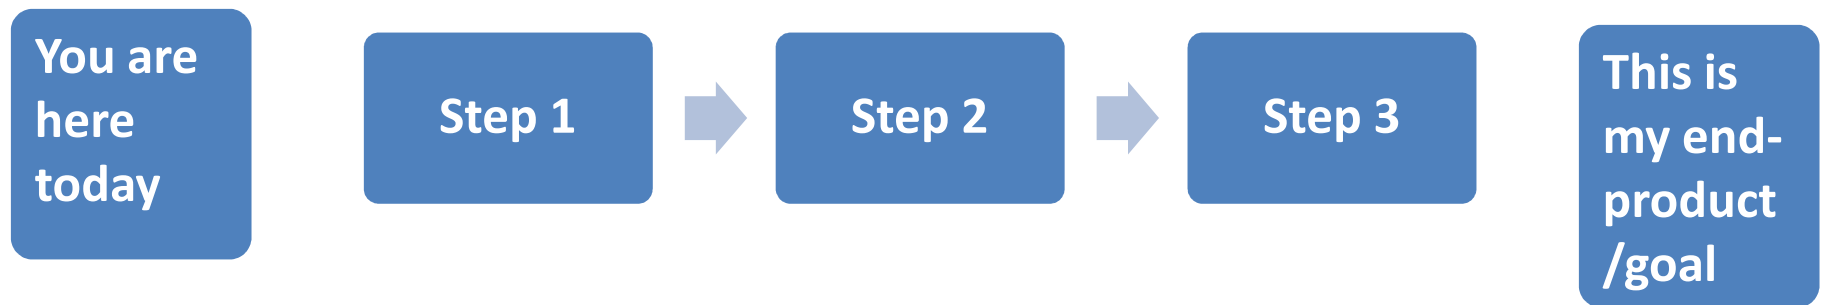 You are
here
today
Step 1
Step 2
Step 3
This is
my end-
product
/goal